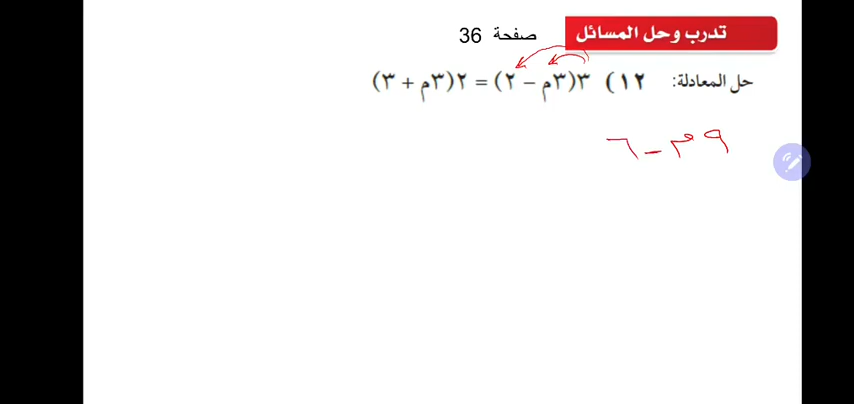 تدرب وحل المسائل صفحة 36
حل المعادلة: ١٢) ٣(٣م − ٢) = ٢(٣م + ٣)
٩م − ٦